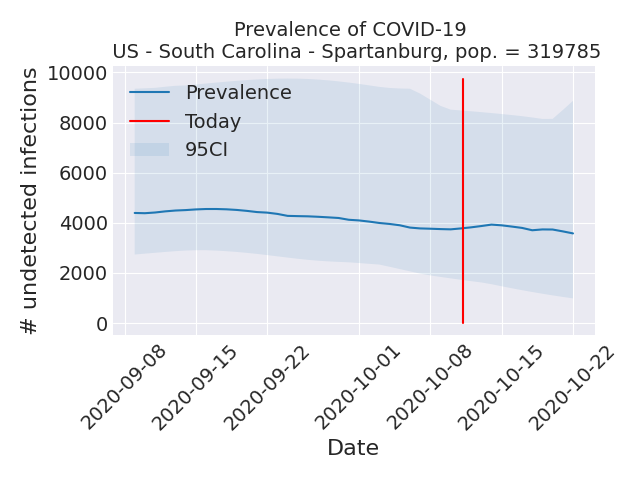 Prevalence of COVID-19
US - South Carolina - Spartanburg, pop. = 319785
10000
8000
6000
4000
2000
0
# undetected infections
Prevalence
Today
95CI
2020-09-08
2020-09-15
2020-09-22
2020-10-01
2020-10-08
2020-10-15
2020-10-22
Date